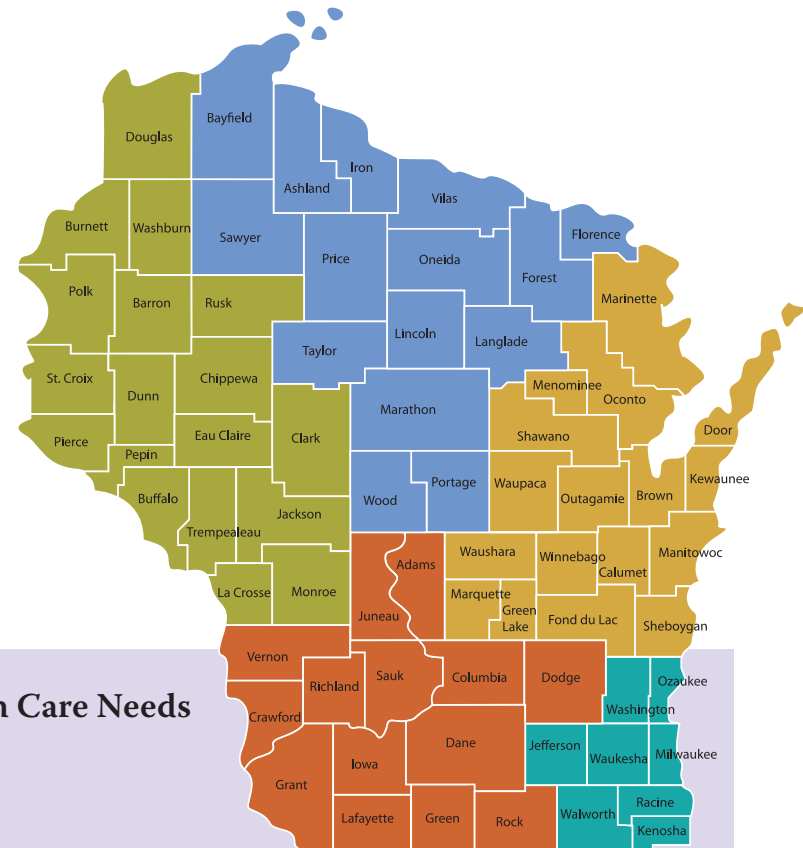 Bayfield
Douglas
Iron
Ashland
Vilas
Burnett
Washburn
Sawyer
Florence
Price
Oneida
Forest
Polk
Barron
Rusk
Marinette
Lincoln
Langlade
Taylor
St. Croix
Chippewa
Menominee
Dunn
Oconto
Marathon
Door
Pierce
Eau Claire
Clark
Shawano
Pepin
Kewaunee
Portage
Waupaca
Brown
Buffalo
Wood
Outagamie
Jackson
Trempealeau
Waushara
Winnebago
Manitowoc
Adams
Calumet
La Crosse
Monroe
Marquette
Juneau
Green
Lake
Fond du Lac
Sheboygan
Vernon
Sauk
Columbia
Dodge
Ozaukee
Richland
n Care Needs
Washington
Crawford
Dane
Jefferson
Waukesha
Milwaukee
Iowa
Grant
Racine
Lafayette
Green
Rock
Walworth
Kenosha